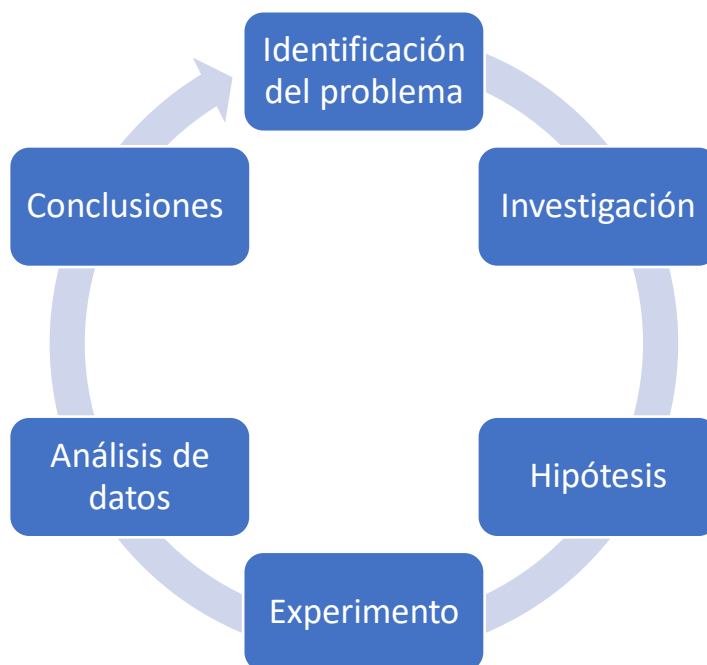 Identificación
del problema
Investigación
Hipótesis
Experimento
Análisis de
datos
Conclusiones